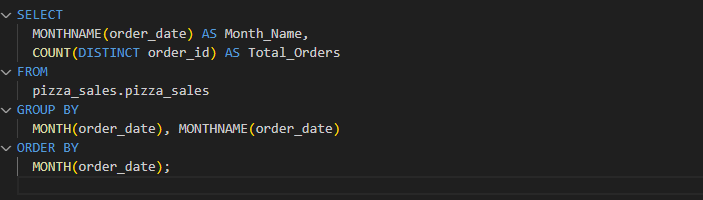 SELECT
MONTHNAME(order_date) AS Month_Name,
COUNT(DISTINCT order_id) AS Total_Orders
FROM
pizza_sales.pizza_sales
GROUP BY
MONTH(order_date), MONTHNAME(order_date)
ORDER BY
MONTH(order_date);